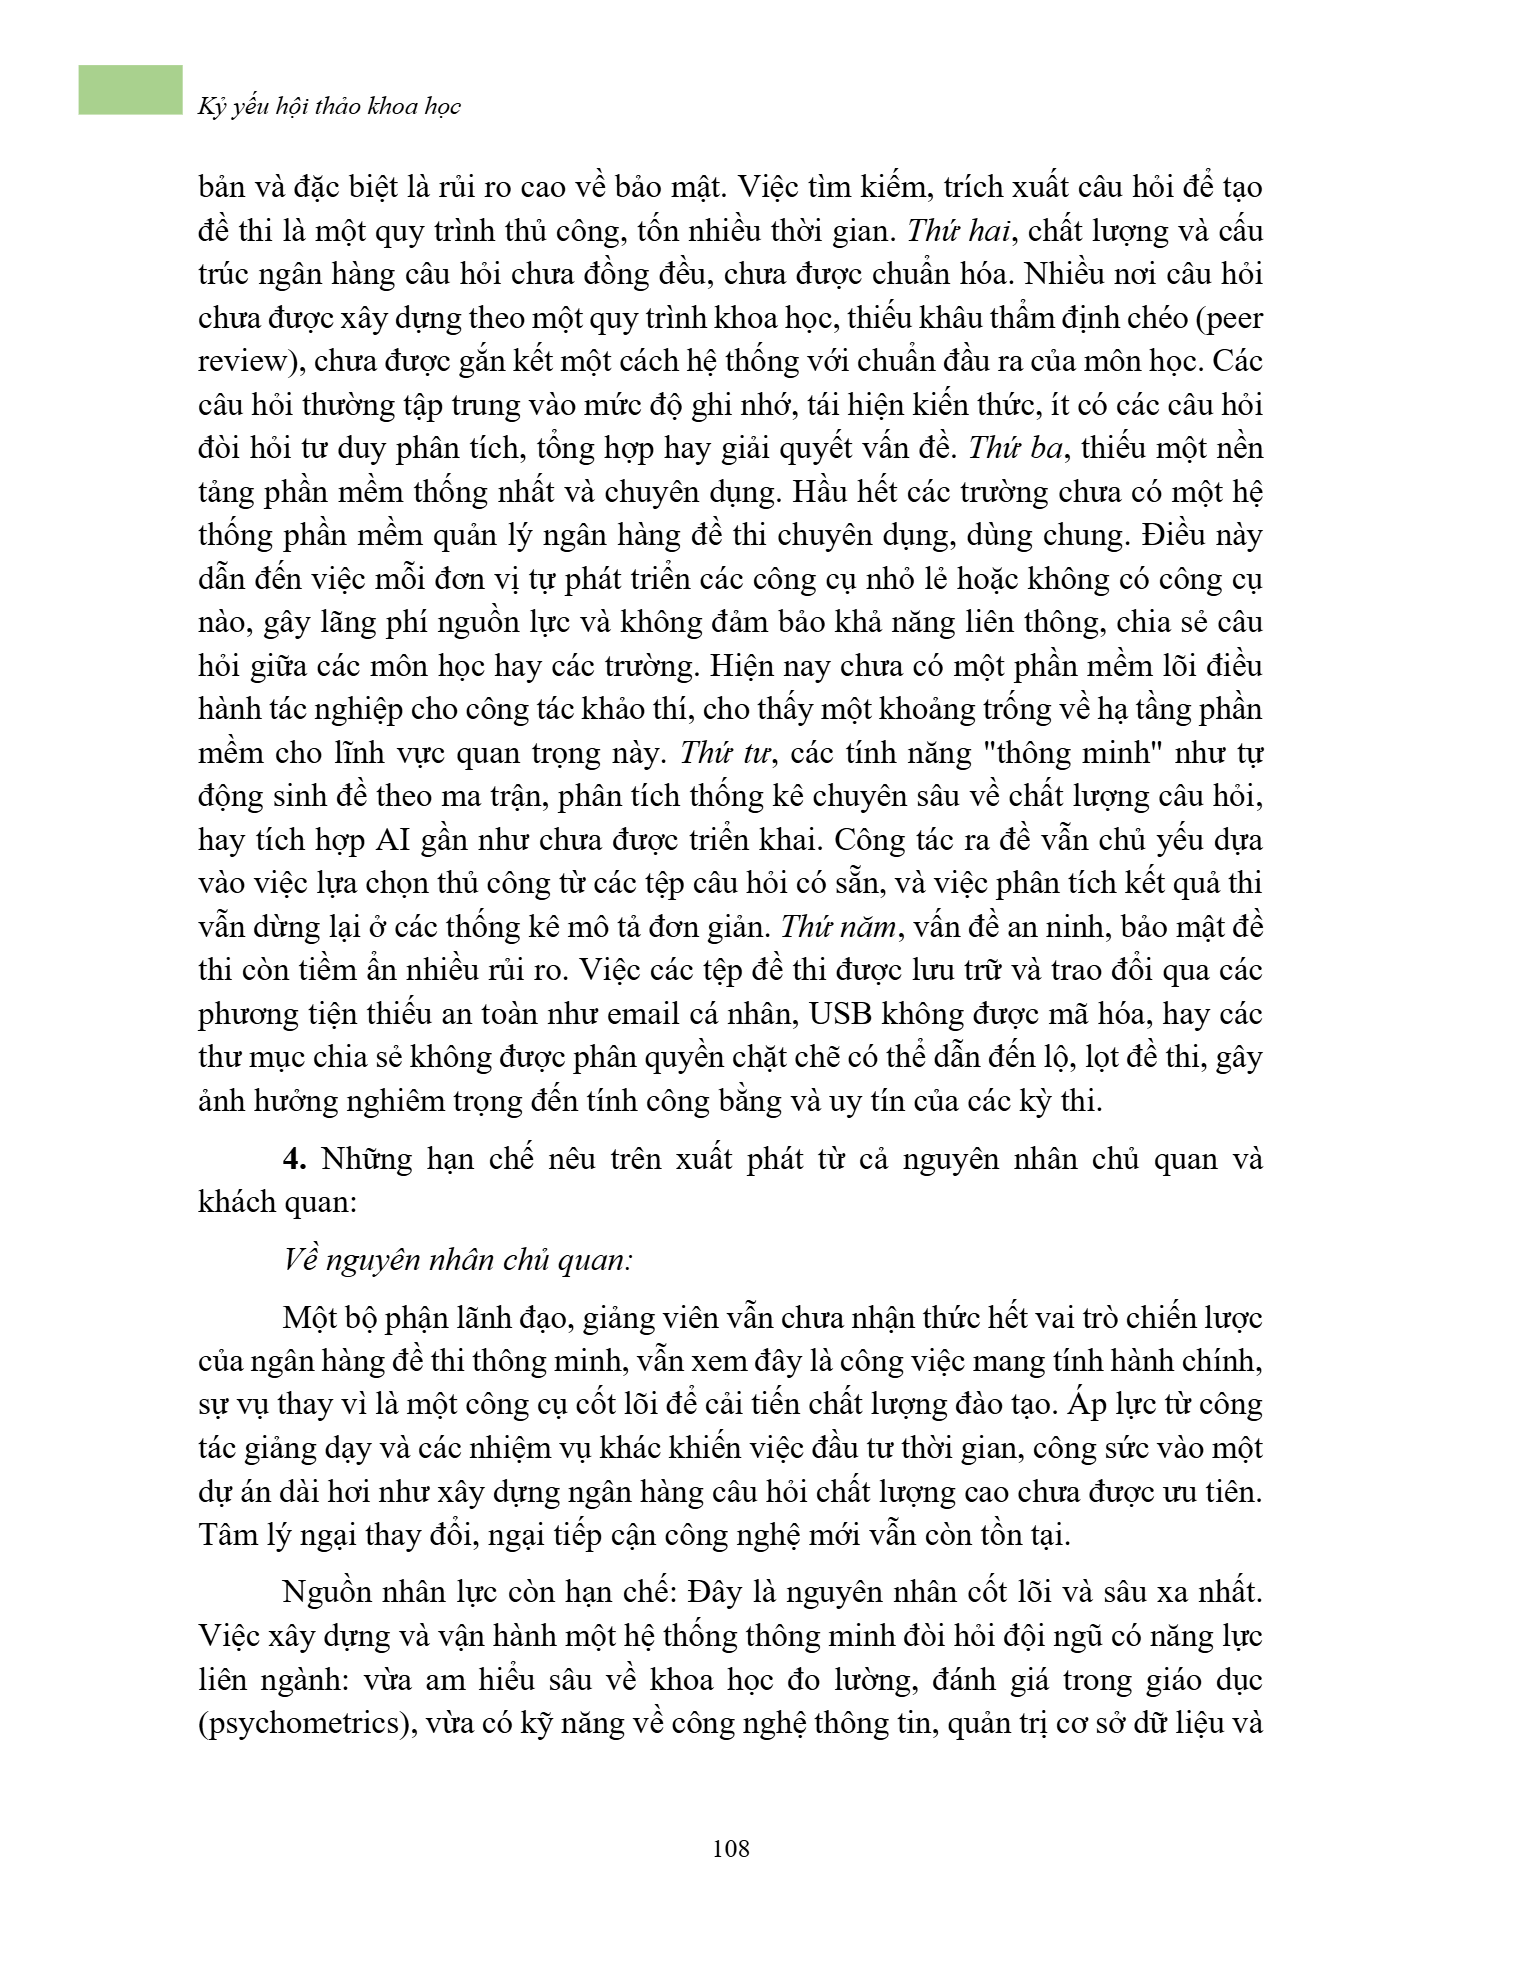 Kỷ yếu hội thảo khoa học
bản và đặc biệt là rủi ro cao về bảo mật. Việc tìm kiếm, trích xuất câu hỏi để tạo
đề thi là một quy trình thủ công, tốn nhiều thời gian. Thứ hai, chất lượng và cấu
trúc ngân hàng câu hỏi chưa đồng đều, chưa được chuẩn hóa. Nhiều nơi câu hỏi
chưa được xây dựng theo một quy trình khoa học, thiếu khâu thẩm định chéo (peer
review), chưa được gắn kết một cách hệ thống với chuẩn đầu ra của môn học. Các
câu hỏi thường tập trung vào mức độ ghi nhớ, tái hiện kiến thức, ít có các câu hỏi
đòi hỏi tư duy phân tích, tổng hợp hay giải quyết vấn đề. Thứ ba, thiếu một nền
tảng phần mềm thống nhất và chuyên dụng. Hầu hết các trường chưa có một hệ
thống phần mềm quản lý ngân hàng đề thi chuyên dụng, dùng chung. Điều này
dẫn đến việc mỗi đơn vị tự phát triển các công cụ nhỏ lẻ hoặc không có công cụ
nào, gây lãng phí nguồn lực và không đảm bảo khả năng liên thông, chia sẻ câu
hỏi giữa các môn học hay các trường. Hiện nay chưa có một phần mềm lõi điều
hành tác nghiệp cho công tác khảo thí, cho thấy một khoảng trống về hạ tầng phần
mềm cho lĩnh vực quan trọng này. Thứ tư, các tính năng "thông minh" như tự
động sinh đề theo ma trận, phân tích thống kê chuyên sâu về chất lượng câu hỏi,
hay tích hợp AI gần như chưa được triển khai. Công tác ra đề vẫn chủ yếu dựa
vào việc lựa chọn thủ công từ các tệp câu hỏi có sẵn, và việc phân tích kết quả thi
vẫn dừng lại ở các thống kê mô tả đơn giản. Thứ năm, vấn đề an ninh, bảo mật đề
thi còn tiềm ẩn nhiều rủi ro. Việc các tệp đề thi được lưu trữ và trao đổi qua các
phương tiện thiếu an toàn như email cá nhân, USB không được mã hóa, hay các
thư mục chia sẻ không được phân quyền chặt chẽ có thể dẫn đến lộ, lọt đề thi, gây
ảnh hưởng nghiêm trọng đến tính công bằng và uy tín của các kỳ thi.
4. Những hạn chế nêu trên xuất phát từ cả nguyên nhân chủ quan và
khách quan:
Về nguyên nhân chủ quan:
Một bộ phận lãnh đạo, giảng viên vẫn chưa nhận thức hết vai trò chiến lược
của ngân hàng đề thi thông minh, vẫn xem đây là công việc mang tính hành chính,
sự vụ thay vì là một công cụ cốt lõi để cải tiến chất lượng đào tạo. Áp lực từ công
tác giảng dạy và các nhiệm vụ khác khiến việc đầu tư thời gian, công sức vào một
dự án dài hơi như xây dựng ngân hàng câu hỏi chất lượng cao chưa được ưu tiên.
Tâm lý ngại thay đổi, ngại tiếp cận công nghệ mới vẫn còn tồn tại.
Nguồn nhân lực còn hạn chế: Đây là nguyên nhân cốt lõi và sâu xa nhất.
Việc xây dựng và vận hành một hệ thống thông minh đòi hỏi đội ngũ có năng lực
liên ngành: vừa am hiểu sâu về khoa học đo lường, đánh giá trong giáo dục
(psychometrics), vừa có kỹ năng về công nghệ thông tin, quản trị cơ sở dữ liệu và
108